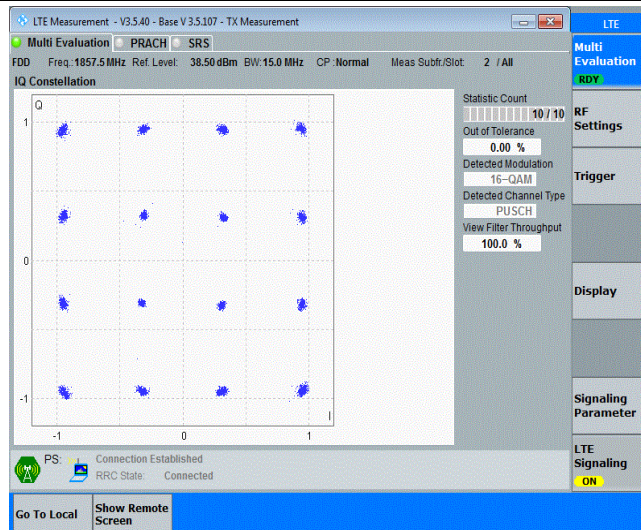 LTE Measurement - V3.5.40 - Base V 3.5.107 - TX Measurement
LTE
Multi Evaluation PRACH SRS
FDD Freq.: 1857.5 MHz Ref. Level: 38.50 dBm BW: 15.0 MHz CP : Normal Meas Subfr./Slot: 2 / All
IQ Constellation
Q
1
0
-1
I
-1 0 1
Statistic Count
10 / 10
Out of Tolerance
0.00 %
Detected Modulation
16-QAM
Detected Channel Type
PUSCH
View Filter Throughput
100.0 %
PS: Connection Established
RRC State: Connected
Multi
Evaluation
RDY
RF
Settings
Trigger
Display
Signaling
Parameter
LTE
Signaling
ON
Go To Local
Show Remote
Screen